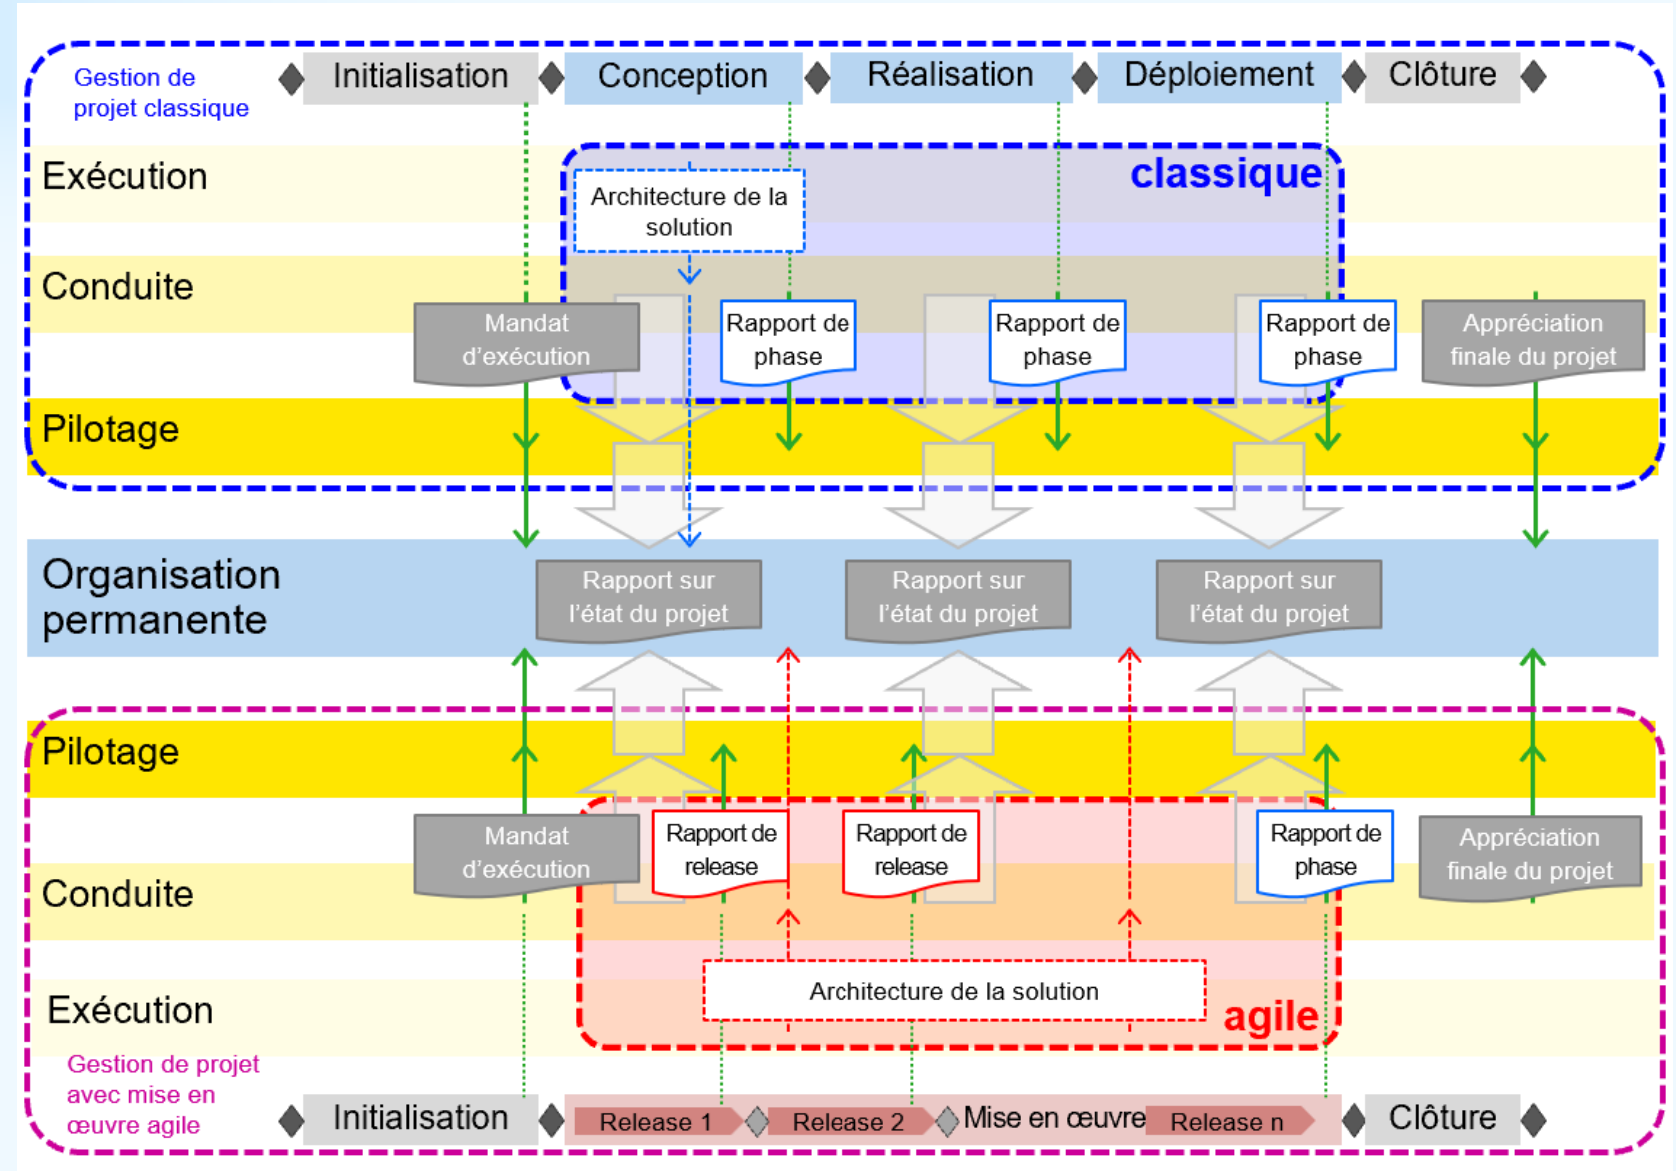 Gestion de
projet classique
Initialisation
Conception
Réalisation
Déploiement
Clôture
Exécution
classique
Architecture de la
solution
Conduite
Mandat
d'exécution
Rapport de
phase
Rapport de
phase
Rapport de
phase
Appréciation
finale du projet
Pilotage
Organisation
permanente
Rapport sur
l'état du projet
Rapport sur
l'état du projet
Rapport sur
l'état du projet
Pilotage
Mandat
d'exécution
Rapport de
release
Rapport de
release
Rapport de
phase
Appréciation
finale du projet
Conduite
Architecture de la solution
Exécution
agile
Gestion de projet
avec mise en
œuvre agile
Initialisation
Release 1
Release 2
Mise en œuvre
Release n
Clôture